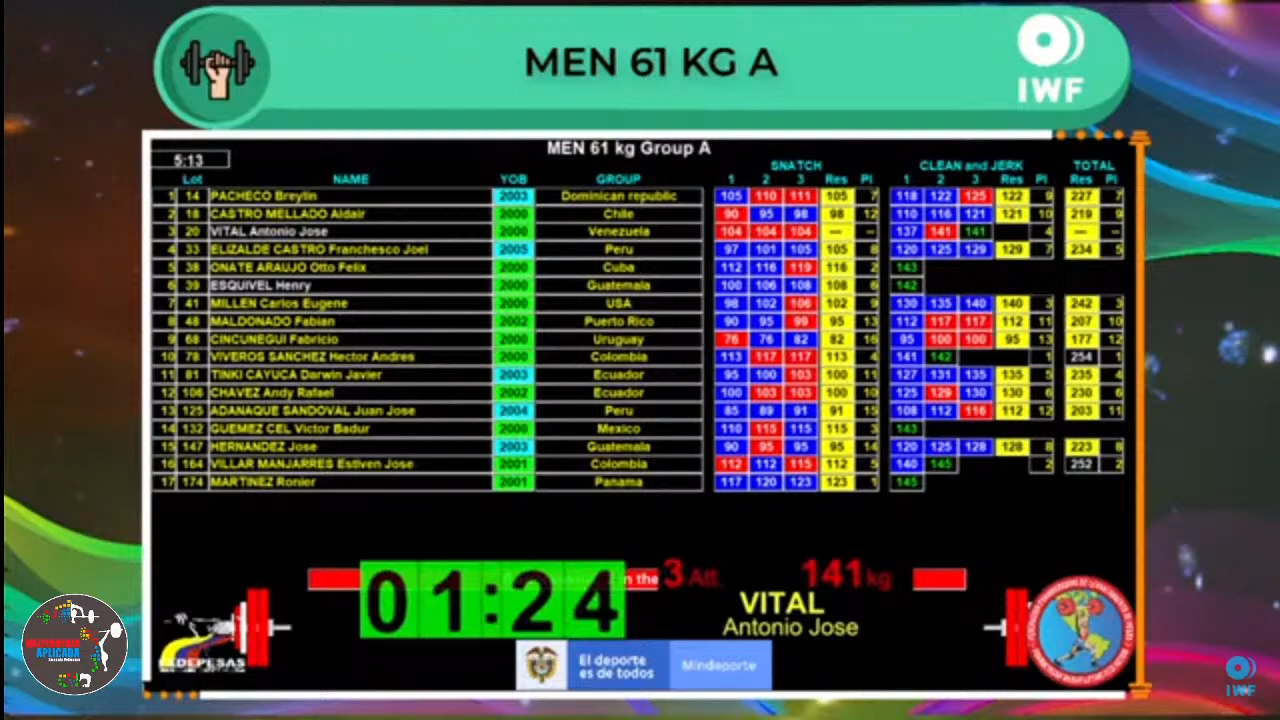 MEN 61 KG A
IWF
MEN 61 kg Group A
5:13
SNATCH CLEAN and JERK TOTAL
Lot NAME YOB GROUP 1 2 3 Res Pl 1 2 3 Res Pl Res Pl
1 14 PACHECO Breylin 2003 Dominican republic 105 110 111 105 7 118 122 125 122 9 227 7
2 18 CASTRO MELLADO Aldair 2000 Chile 90 95 98 98 12 110 116 121 121 10 219 9
3 20 VITAL Antonio Jose 2000 Venezuela 104 104 104 --- -- 137 141 141 4 --- --
4 33 ELIZALDE CASTRO Franchesco Joel 2005 Peru 97 101 105 105 8 120 125 129 129 7 234 5
5 38 OÑATE ARAUJO Otto Felix 2000 Cuba 112 116 119 116 2 143
6 39 ESQUIVEL Henry 2000 Guatemala 100 106 108 108 6 142
7 41 MILLEN Carlos Eugene 2000 USA 98 102 106 102 9 130 135 140 140 3 242 3
8 48 MALDONADO Fabian 2002 Puerto Rico 90 95 99 95 13 112 117 117 112 11 207 10
9 68 CINCUNEGUI Fabricio 2000 Uruguay 76 76 82 82 16 95 100 100 95 13 177 12
10 78 VIVEROS SANCHEZ Hector Andres 2000 Colombia 113 117 117 113 4 141 142 1 254 1
11 81 TINKI CAYUCA Darwin Javier 2003 Ecuador 95 100 103 100 11 127 131 135 135 5 235 4
12 106 CHAVEZ Andy Rafael 2002 Ecuador 100 103 103 100 10 125 129 130 130 6 230 6
13 125 ADANAQUE SANDOVAL Juan Jose 2004 Peru 85 89 91 91 15 108 112 116 112 12 203 11
14 132 GUEMEZ CEL Victor Badur 2000 Mexico 110 115 115 115 3 143
15 147 HERNANDEZ Jose 2003 Guatemala 90 95 95 95 14 120 125 128 128 8 223 8
16 164 VILLAR MANJARRES Estiven Jose 2001 Colombia 112 112 115 112 5 140 145 2 252 2
17 174 MARTINEZ Ronier 2001 Panama 117 120 123 123 1 145
01:24
in the 3 Att. 141kg
VITAL
Antonio Jose
FEDEPESAS
APLICADA
El deporte
es de todos
Mindeporte
IWF